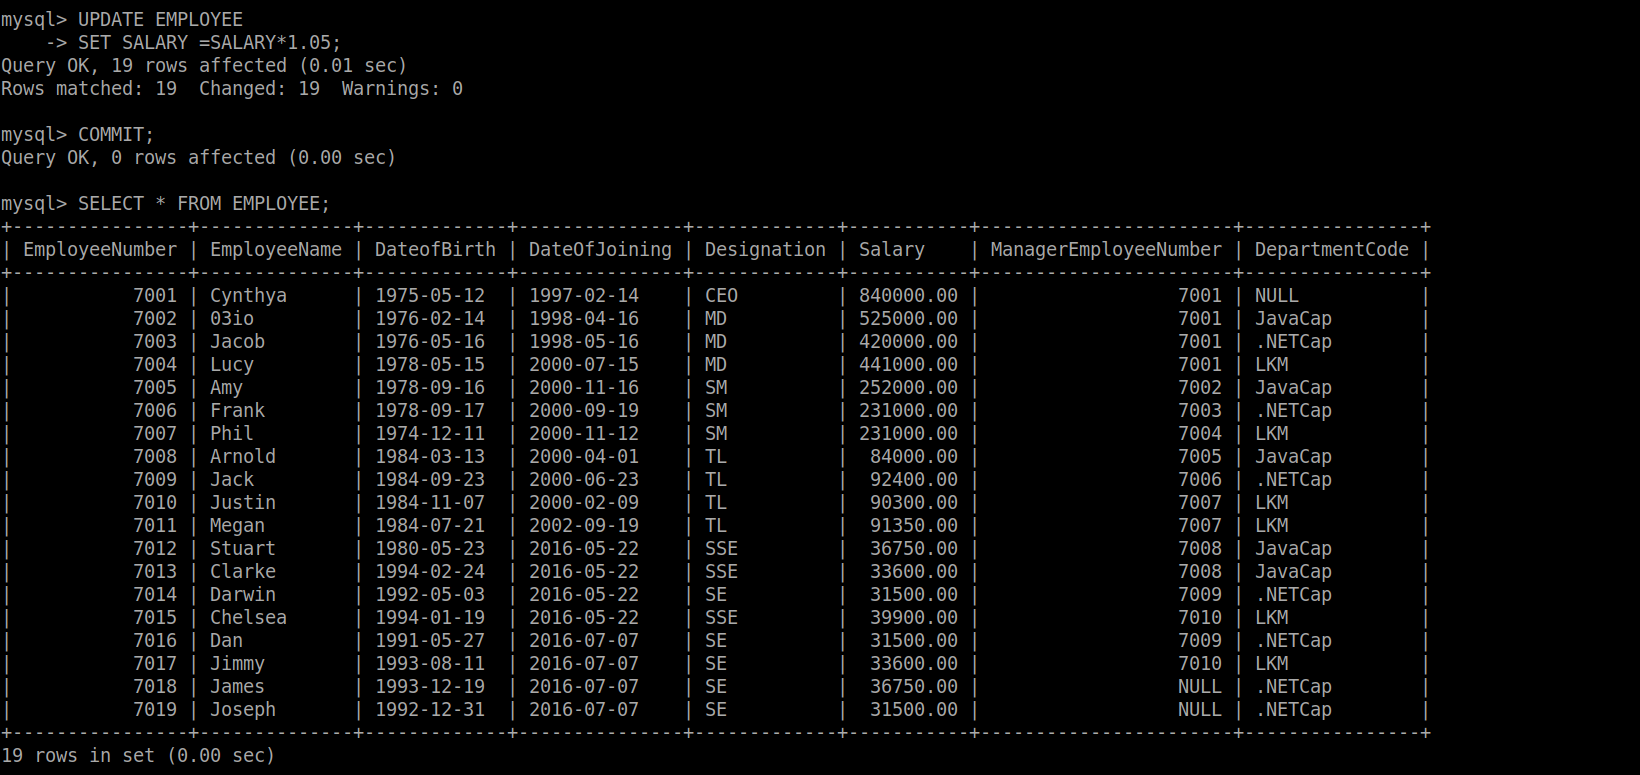 mysql> UPDATE EMPLOYEE
    -> SET SALARY =SALARY*1.05;
Query OK, 19 rows affected (0.01 sec)
Rows matched: 19  Changed: 19  Warnings: 0

mysql> COMMIT;
Query OK, 0 rows affected (0.00 sec)

mysql> SELECT * FROM EMPLOYEE;
+----------------+--------------+-------------+---------------+-------------+-----------+-----------------------+----------------+
| EmployeeNumber | EmployeeName | DateofBirth | DateOfJoining | Designation | Salary    | ManagerEmployeeNumber | DepartmentCode |
+----------------+--------------+-------------+---------------+-------------+-----------+-----------------------+----------------+
|           7001 | Cynthya      | 1975-05-12  | 1997-02-14    | CEO         | 840000.00 |                  7001 | NULL           |
|           7002 | 03io         | 1976-02-14  | 1998-04-16    | MD          | 525000.00 |                  7001 | JavaCap        |
|           7003 | Jacob        | 1976-05-16  | 1998-05-16    | MD          | 420000.00 |                  7001 | .NETCap        |
|           7004 | Lucy         | 1978-05-15  | 2000-07-15    | MD          | 441000.00 |                  7001 | LKM            |
|           7005 | Amy          | 1978-09-16  | 2000-11-16    | SM          | 252000.00 |                  7002 | JavaCap        |
|           7006 | Frank        | 1978-09-17  | 2000-09-19    | SM          | 231000.00 |                  7003 | .NETCap        |
|           7007 | Phil         | 1974-12-11  | 2000-11-12    | SM          | 231000.00 |                  7004 | LKM            |
|           7008 | Arnold       | 1984-03-13  | 2000-04-01    | TL          |  84000.00 |                  7005 | JavaCap        |
|           7009 | Jack         | 1984-09-23  | 2000-06-23    | TL          |  92400.00 |                  7006 | .NETCap        |
|           7010 | Justin       | 1984-11-07  | 2000-02-09    | TL          |  90300.00 |                  7007 | LKM            |
|           7011 | Megan        | 1984-07-21  | 2002-09-19    | TL          |  91350.00 |                  7007 | LKM            |
|           7012 | Stuart       | 1980-05-23  | 2016-05-22    | SSE         |  36750.00 |                  7008 | JavaCap        |
|           7013 | Clarke       | 1994-02-24  | 2016-05-22    | SSE         |  33600.00 |                  7008 | JavaCap        |
|           7014 | Darwin       | 1992-05-03  | 2016-05-22    | SE          |  31500.00 |                  7009 | .NETCap        |
|           7015 | Chelsea      | 1994-01-19  | 2016-05-22    | SSE         |  39900.00 |                  7010 | LKM            |
|           7016 | Dan          | 1991-05-27  | 2016-07-07    | SE          |  31500.00 |                  7009 | .NETCap        |
|           7017 | Jimmy        | 1993-08-11  | 2016-07-07    | SE          |  33600.00 |                  7010 | LKM            |
|           7018 | James        | 1993-12-19  | 2016-07-07    | SE          |  36750.00 |                  NULL | .NETCap        |
|           7019 | Joseph       | 1992-12-31  | 2016-07-07    | SE          |  31500.00 |                  NULL | .NETCap        |
+----------------+--------------+-------------+---------------+-------------+-----------+-----------------------+----------------+
19 rows in set (0.00 sec)